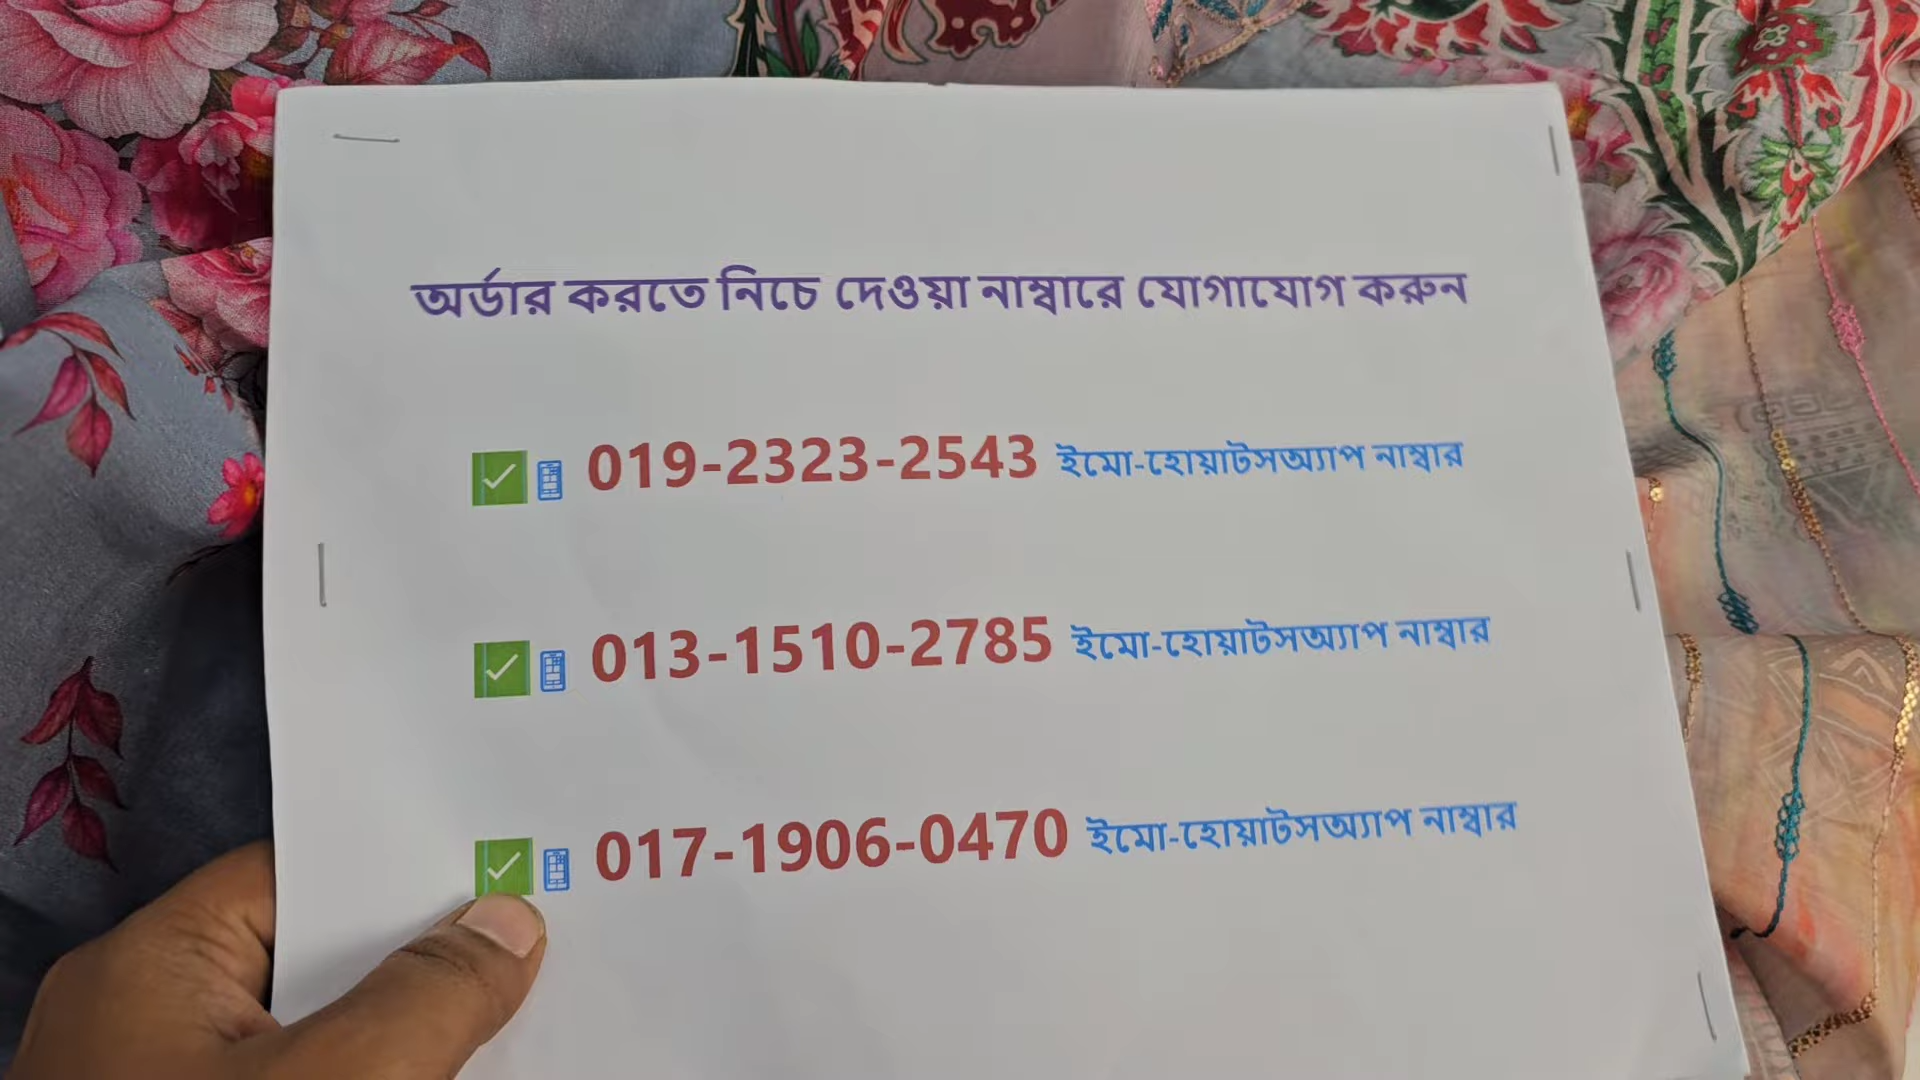 অর্ডার করতে নিচে দেওয়া নাম্বারে যোগাযোগ করুন
✅📱 019-2323-2543 ইমো-হোয়াটসঅ্যাপ নাম্বার
✅📱 013-1510-2785 ইমো-হোয়াটসঅ্যাপ নাম্বার
✅📱 017-1906-0470 ইমো-হোয়াটসঅ্যাপ নাম্বার